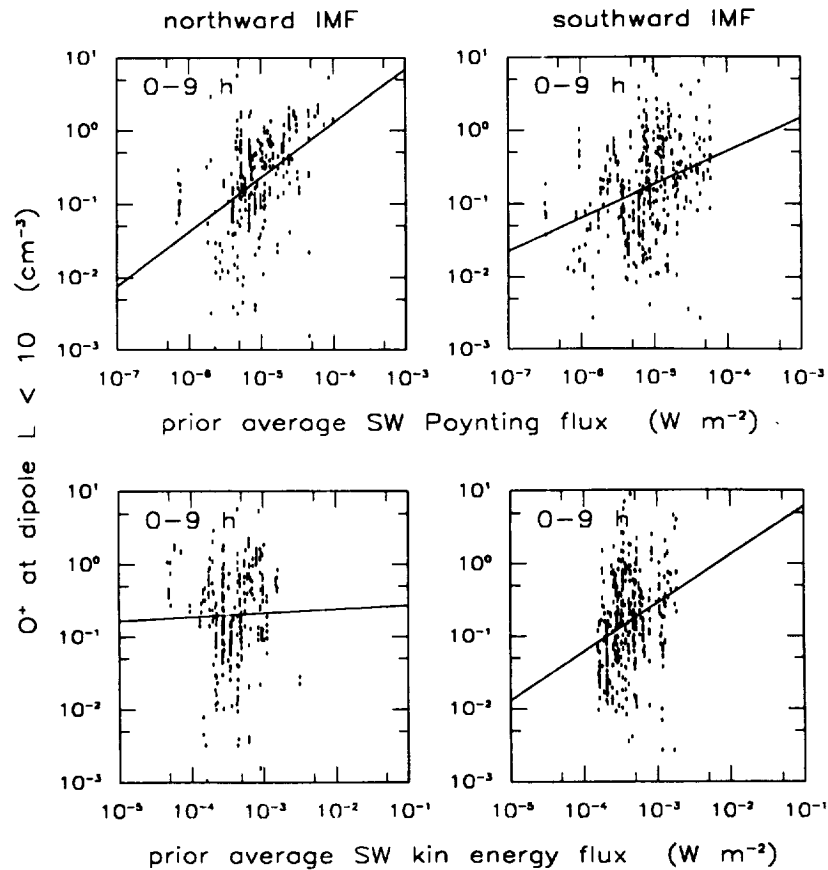 northward IMF
southward IMF
O⁺ at dipole L < 10 (cm⁻³)
0-9 h
10¹
10⁰
10⁻¹
10⁻²
10⁻³
10⁻⁷ 10⁻⁶ 10⁻⁵ 10⁻⁴ 10⁻³
0-9 h
10¹
10⁰
10⁻¹
10⁻²
10⁻³
10⁻⁷ 10⁻⁶ 10⁻⁵ 10⁻⁴ 10⁻³
prior average SW Poynting flux (W m⁻²)
0-9 h
10¹
10⁰
10⁻¹
10⁻²
10⁻³
10⁻⁵ 10⁻⁴ 10⁻³ 10⁻² 10⁻¹
0-9 h
10¹
10⁰
10⁻¹
10⁻²
10⁻³
10⁻⁵ 10⁻⁴ 10⁻³ 10⁻² 10⁻¹
prior average SW kin energy flux (W m⁻²)